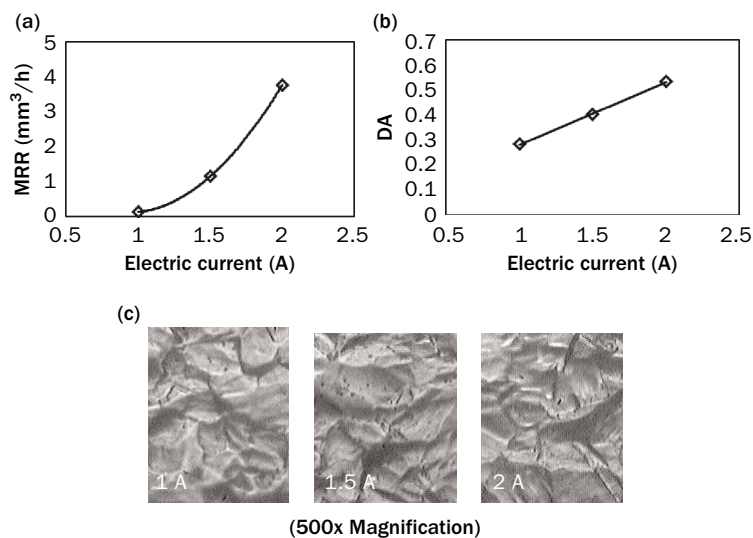 (a)
MRR (mm³/h)
5
4
3
2
1
0
0.5 1 1.5 2 2.5
Electric current (A)
(b)
DA
0.7
0.6
0.5
0.4
0.3
0.2
0.1
0
0.5 1 1.5 2 2.5
Electric current (A)
(c)
1 A 1.5 A 2 A
(500x Magnification)